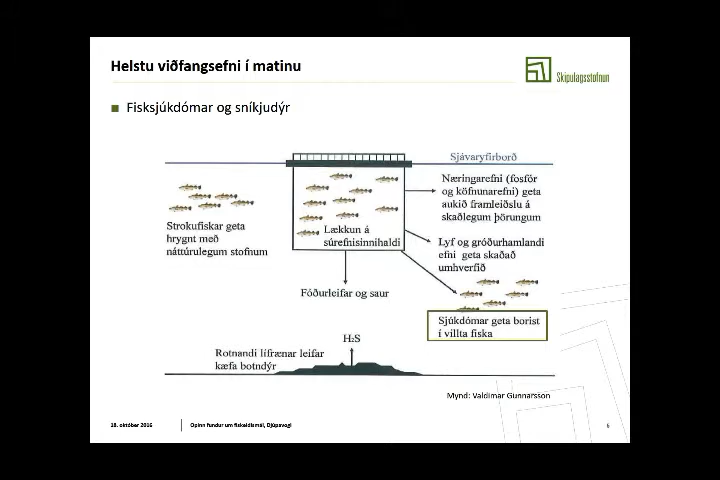 Helstu viðfangsefni í matinu
Skipulagsstofnun
Fisksjúkdómar og sníkjudýr
Sjávaryfirborð
Næringarefni (fosfór
og köfnunarefni) geta
aukið framleiðslu á
skaðlegum þörungum
Strokufiskar geta
hrygnt með
náttúrulegum stofnum
Lækkun á
súrefnisinnihaldi
Lyf og gróðurhamlandi
efni geta skaðað
umhverfið
Fóðurleifar og saur
Sjúkdómar geta borist
í villta fiska
H₂S
Rotnandi lífrænar leifar
kæfa botndýr
Mynd: Valdimar Gunnarsson
18. október 2016
Opinn fundur um fiskeldismál, Djúpavogi
6